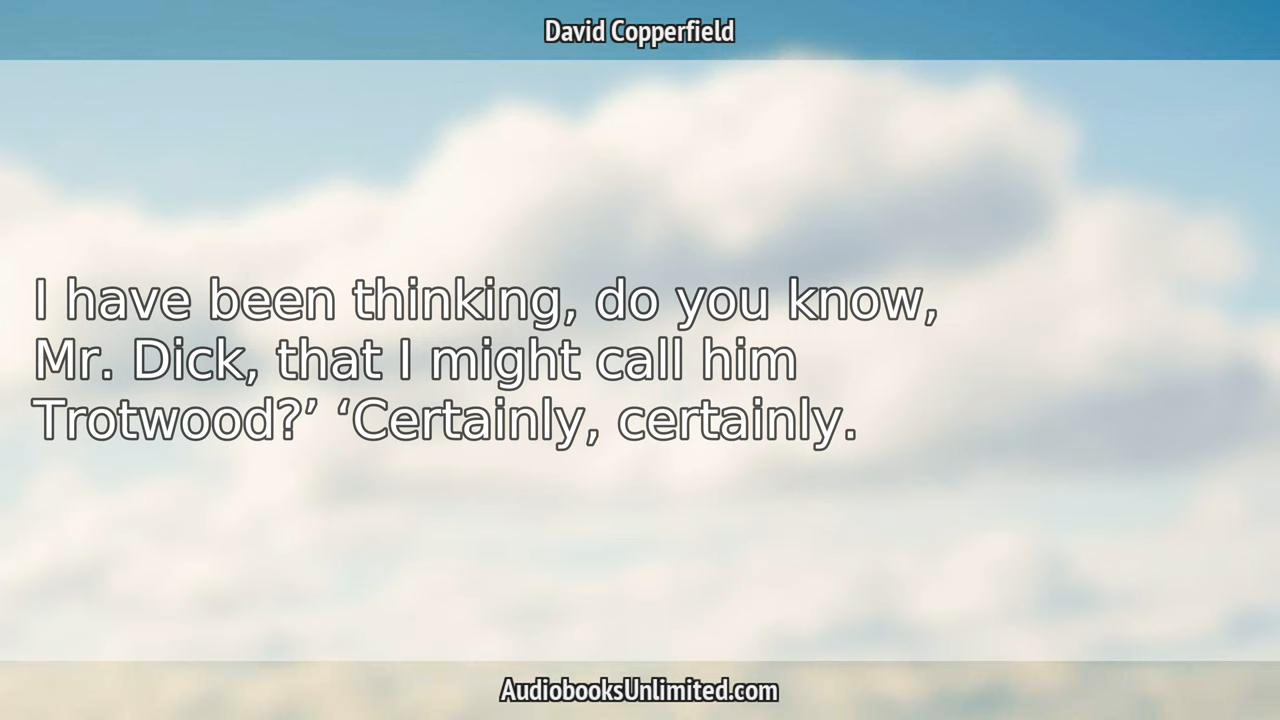 David Copperfield
I have been thinking, do you know,
Mr. Dick, that I might call him
Trotwood?’ ‘Certainly, certainly.
AudiobooksUnlimited.com